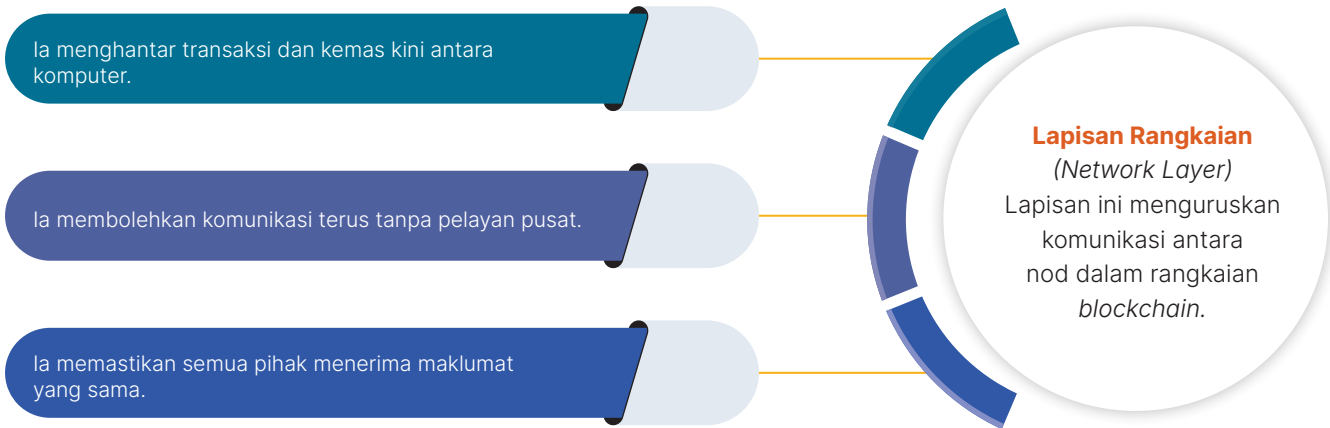 Ia menghantar transaksi dan kemas kini antara
komputer.
Ia membolehkan komunikasi terus tanpa pelayan pusat.
Ia memastikan semua pihak menerima maklumat
yang sama.
Lapisan Rangkaian
(Network Layer)
Lapisan ini menguruskan
komunikasi antara
nod dalam rangkaian
blockchain.